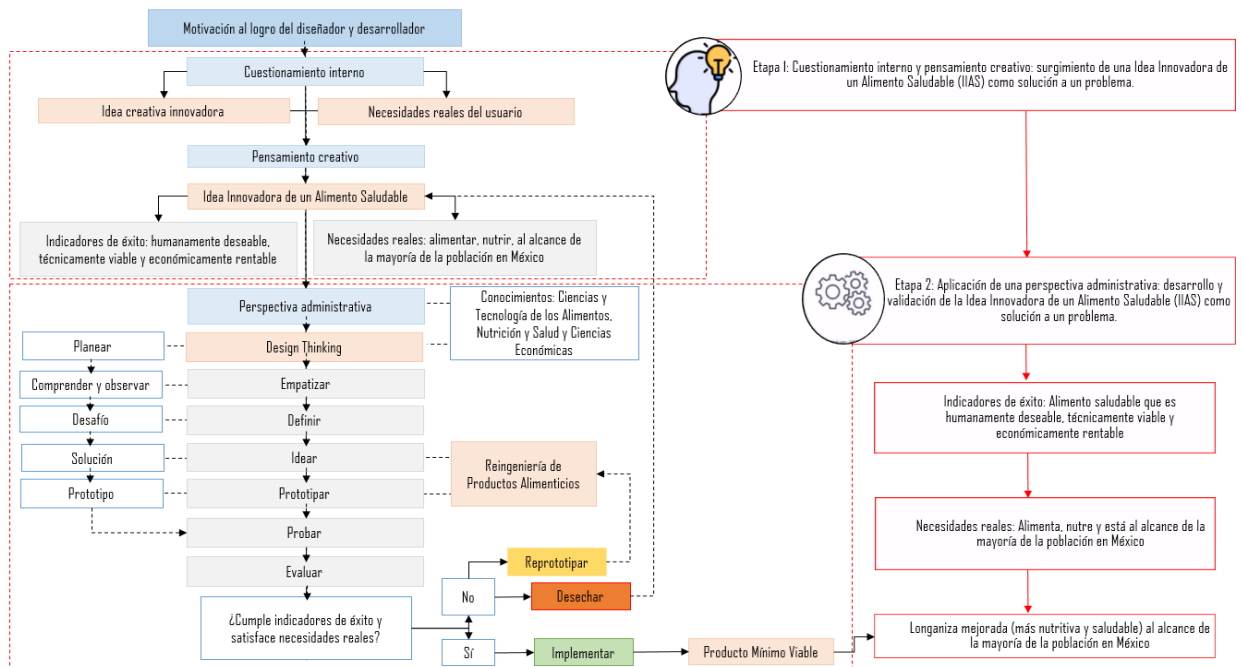 Motivación al logro del diseñador y desarrollador
Cuestionamiento interno
Idea creativa innovadora
Necesidades reales del usuario
Pensamiento creativo
Idea Innovadora de un Alimento Saludable
Indicadores de éxito: humanamente deseable,
técnicamente viable y económicamente rentable
Necesidades reales: alimentar, nutrir, al alcance de
la mayoría de la población en México
Etapa 1: Cuestionamiento interno y pensamiento creativo: surgimiento de una Idea Innovadora de
un Alimento Saludable (IIAS) como solución a un problema.
Perspectiva administrativa
Conocimientos: Ciencias y
Tecnología de los Alimentos,
Nutrición y Salud y Ciencias
Económicas
Planear
Design Thinking
Comprender y observar
Empatizar
Desafío
Definir
Solución
Idear
Prototipo
Prototipar
Reingeniería de
Productos Alimenticios
Probar
Evaluar
¿Cumple indicadores de éxito y
satisface necesidades reales?
No
Reprototipar
Desechar
Sí
Implementar
Producto Mínimo Viable
Etapa 2: Aplicación de una perspectiva administrativa: desarrollo y
validación de la Idea Innovadora de un Alimento Saludable (IIAS) como
solución a un problema.
Indicadores de éxito: Alimento saludable que es
humanamente deseable, técnicamente viable y
económicamente rentable
Necesidades reales: Alimenta, nutre y está al alcance de la
mayoría de la población en México
Longaniza mejorada (más nutritiva y saludable) al alcance de
la mayoría de la población en México